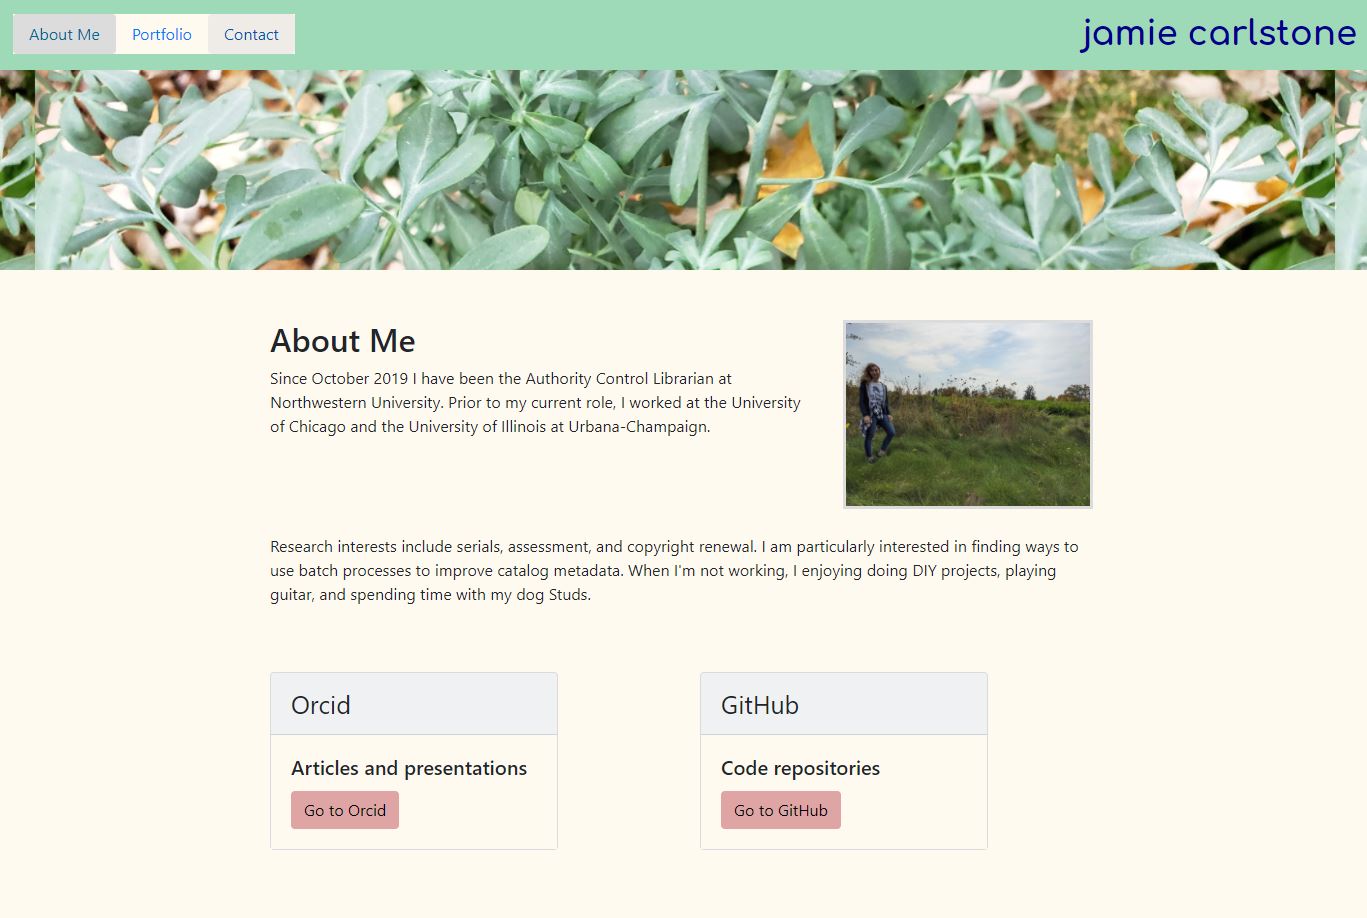 About Me
Portfolio
Contact
jamie carlstone
About Me
Since October 2019 I have been the Authority Control Librarian at
Northwestern University. Prior to my current role, I worked at the University
of Chicago and the University of Illinois at Urbana-Champaign.
Research interests include serials, assessment, and copyright renewal. I am particularly interested in finding ways to
use batch processes to improve catalog metadata. When I'm not working, I enjoying doing DIY projects, playing
guitar, and spending time with my dog Studs.
Orcid
Articles and presentations
Go to Orcid
GitHub
Code repositories
Go to GitHub